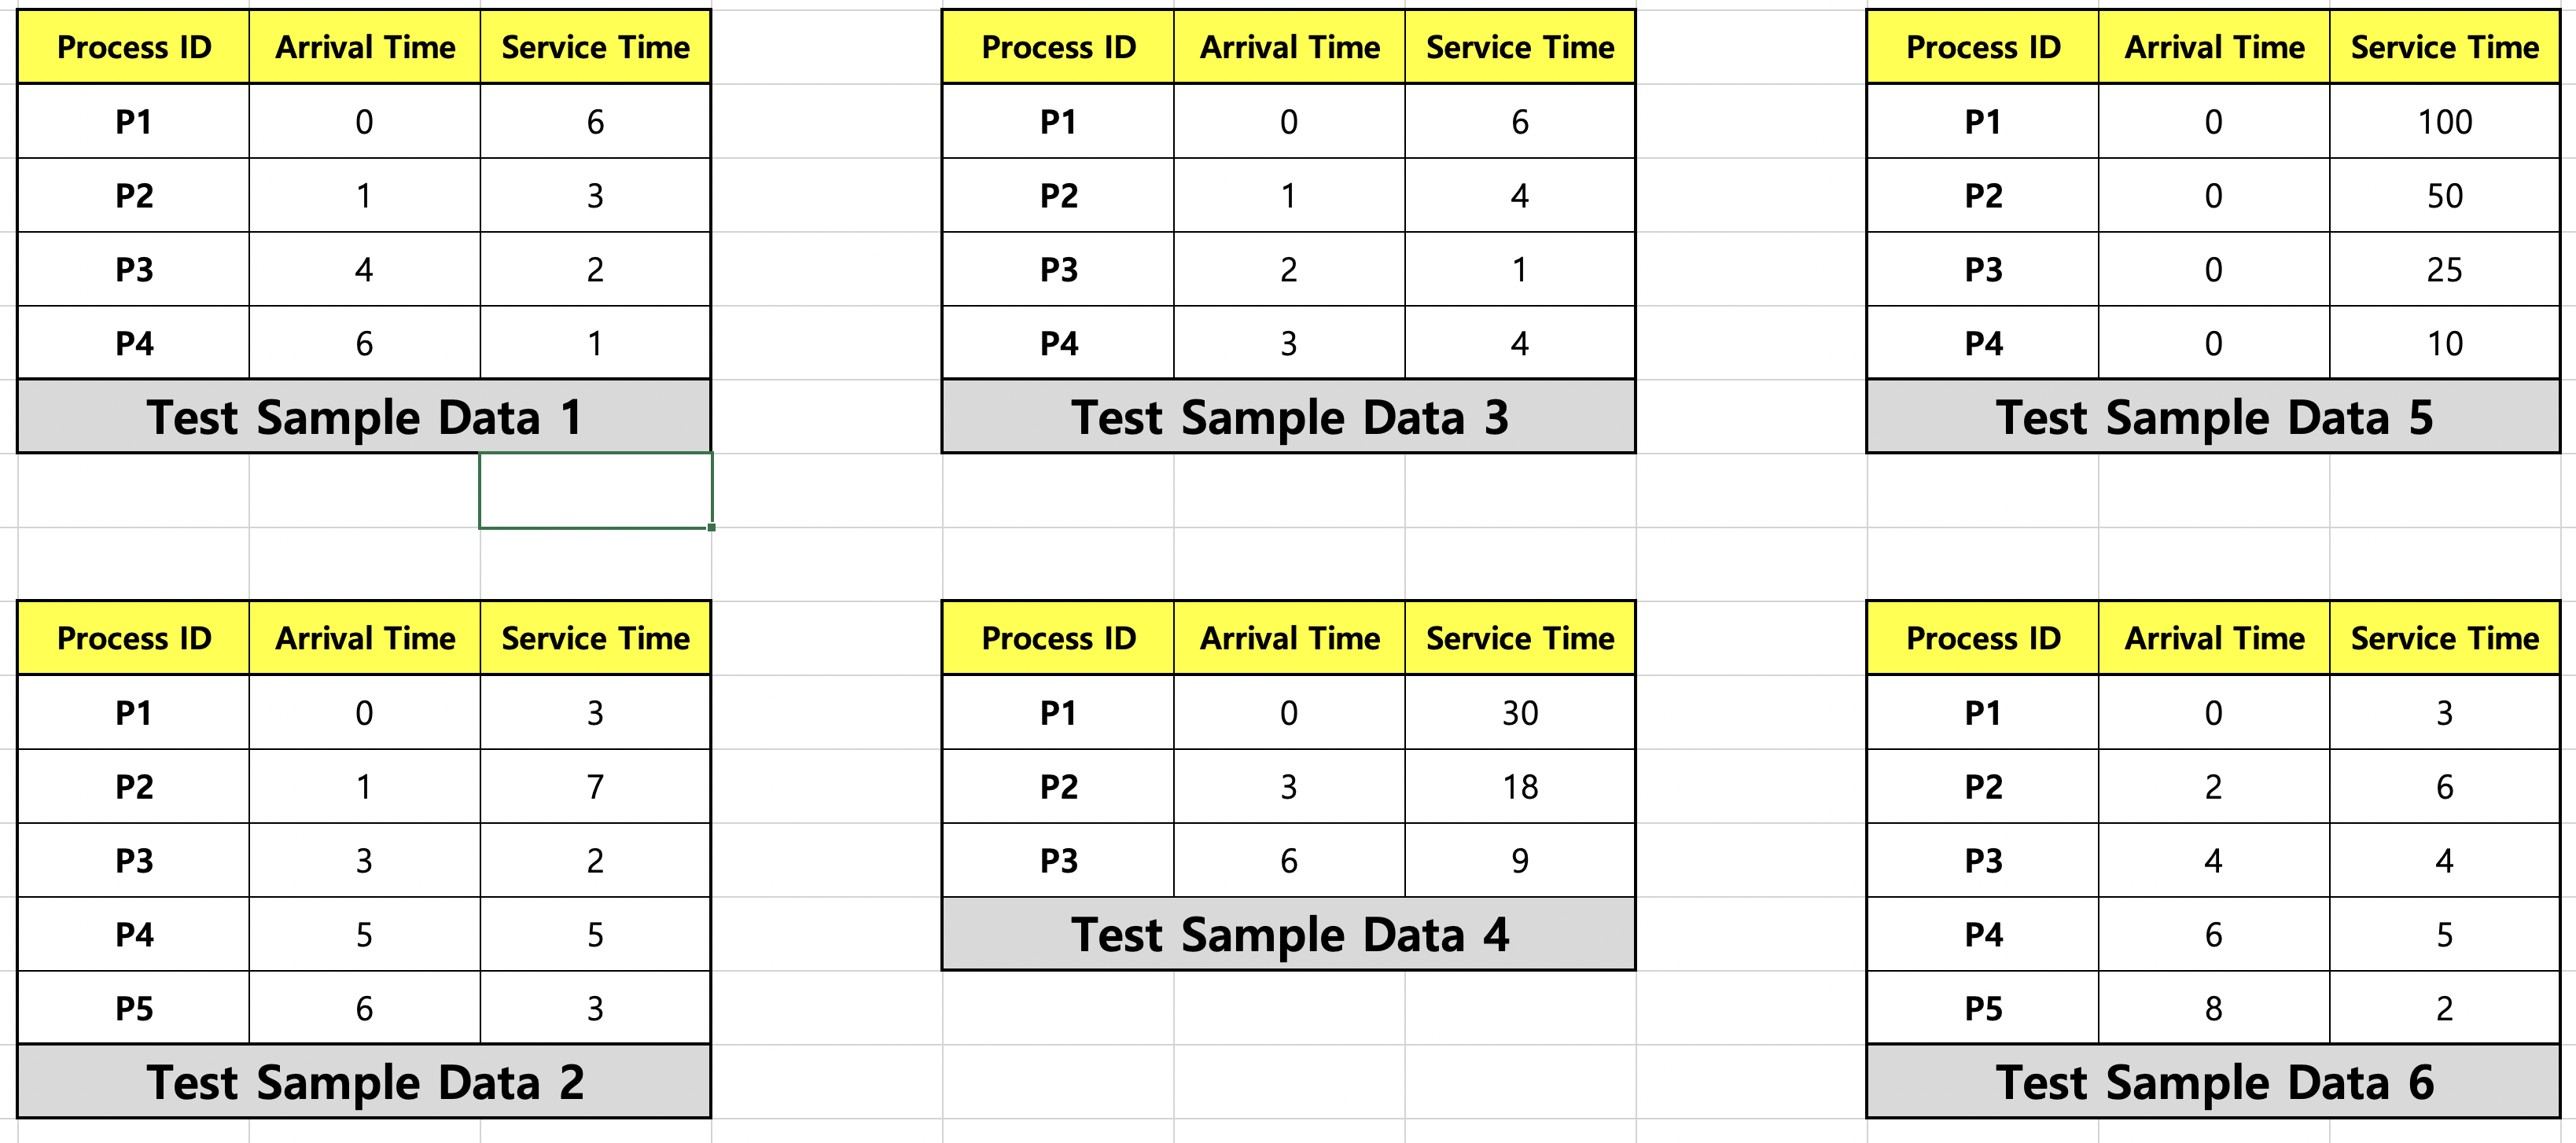 Process ID Arrival Time Service Time
P1 0 6
P2 1 3
P3 4 2
P4 6 1
Test Sample Data 1
Process ID Arrival Time Service Time
P1 0 6
P2 1 4
P3 2 1
P4 3 4
Test Sample Data 3
Process ID Arrival Time Service Time
P1 0 100
P2 0 50
P3 0 25
P4 0 10
Test Sample Data 5
Process ID Arrival Time Service Time
P1 0 3
P2 1 7
P3 3 2
P4 5 5
P5 6 3
Test Sample Data 2
Process ID Arrival Time Service Time
P1 0 30
P2 3 18
P3 6 9
Test Sample Data 4
Process ID Arrival Time Service Time
P1 0 3
P2 2 6
P3 4 4
P4 6 5
P5 8 2
Test Sample Data 6